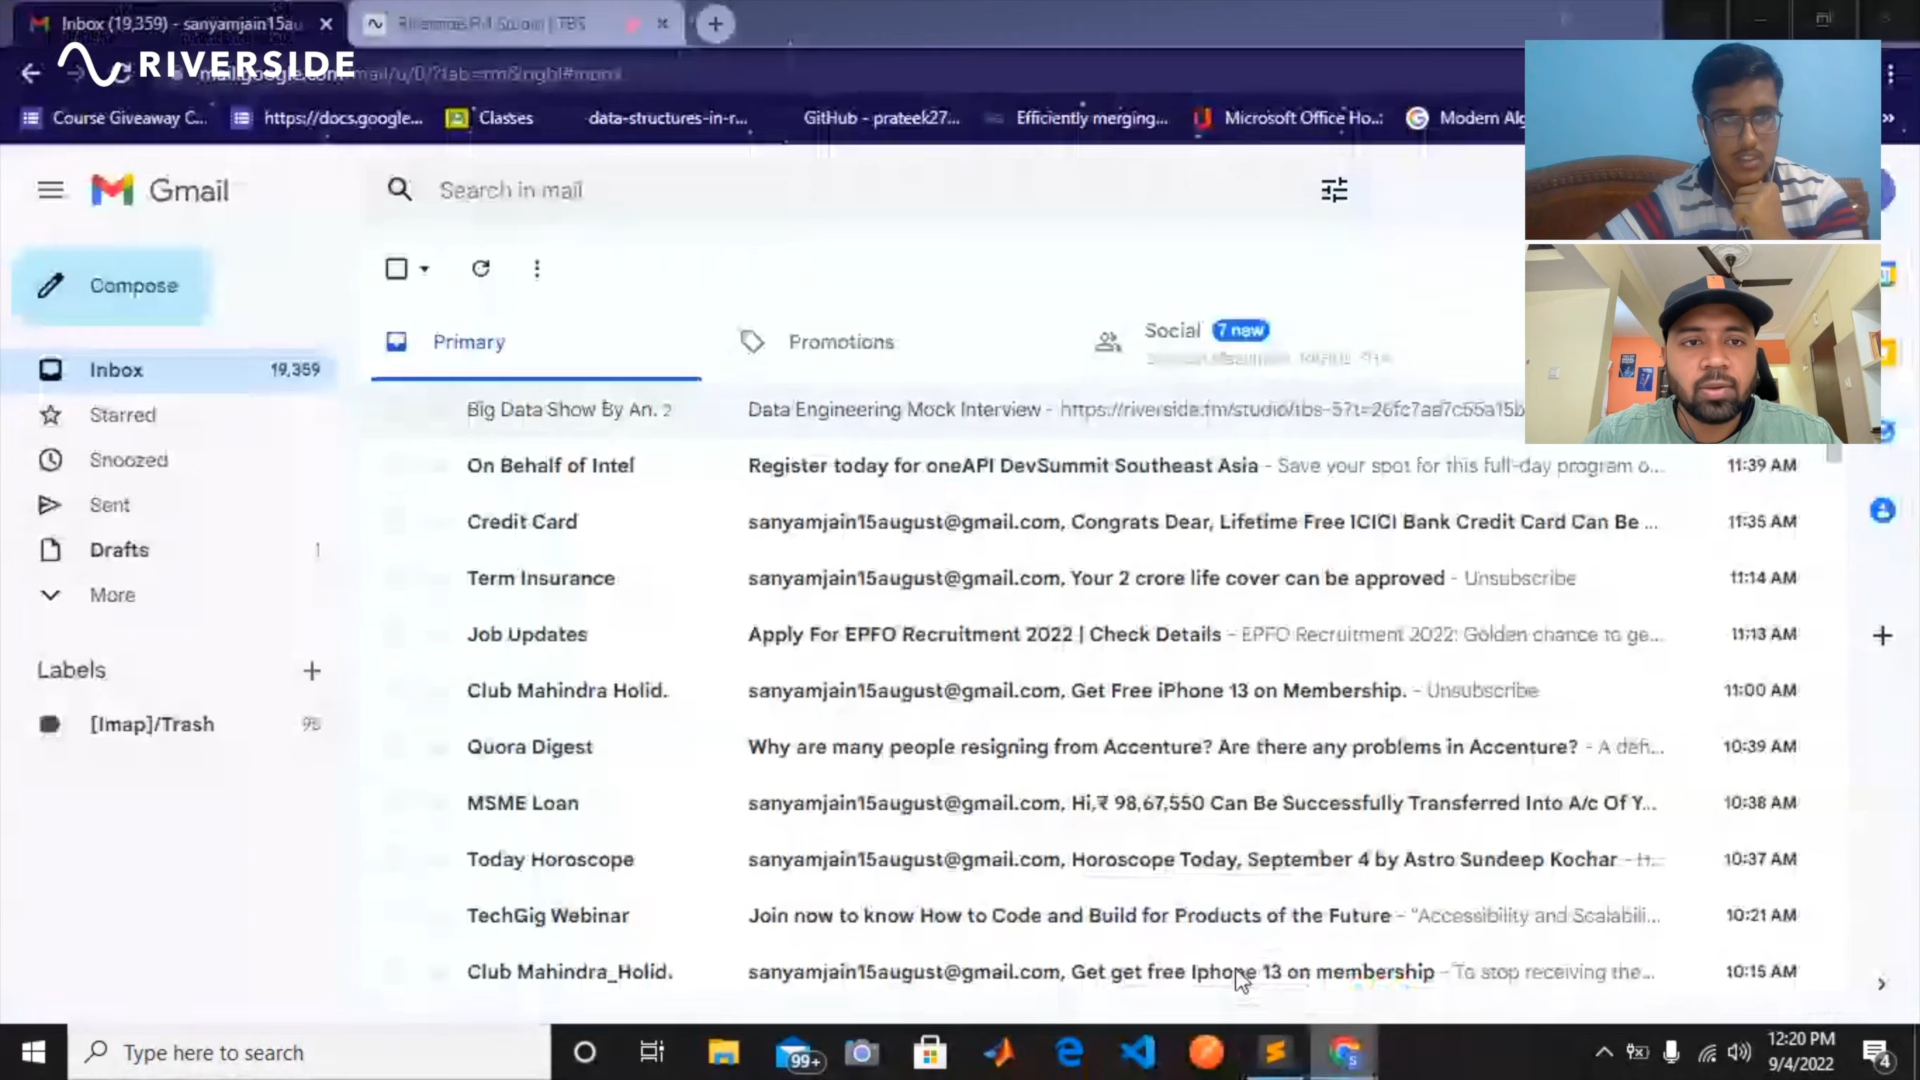 Inbox (19,359) - sanyamjain15au
RIVERSIDE
Course Giveaway C...
https://docs.google...
Classes
data-structures-in-r...
GitHub - prateek27...
Efficiently merging...
Microsoft Office Ho...
Modern Alg
»
Gmail
Search in mail
Compose
Primary
Promotions
Social 7 new
Inbox 19,359
Starred
Snoozed
Sent
Drafts 1
More
Labels
[Imap]/Trash
Big Data Show By An. 2 Data Engineering Mock Interview -
On Behalf of Intel Register today for oneAPI DevSummit Southeast Asia - Save your spot for this full-day program o... 11:39 AM
Credit Card sanyamjain15august@gmail.com, Congrats Dear, Lifetime Free ICICI Bank Credit Card Can Be ... 11:35 AM
Term Insurance sanyamjain15august@gmail.com, Your 2 crore life cover can be approved - Unsubscribe 11:14 AM
Job Updates Apply For EPFO Recruitment 2022 | Check Details - EPFO Recruitment 2022: Golden chance to ge... 11:13 AM
Club Mahindra Holid. sanyamjain15august@gmail.com, Get Free iPhone 13 on Membership. - Unsubscribe 11:00 AM
Quora Digest Why are many people resigning from Accenture? Are there any problems in Accenture? - A defi... 10:39 AM
MSME Loan sanyamjain15august@gmail.com, Hi,₹ 98,67,550 Can Be Successfully Transferred Into A/c Of Y... 10:38 AM
Today Horoscope sanyamjain15august@gmail.com, Horoscope Today, September 4 by Astro Sundeep Kochar - 10:37 AM
TechGig Webinar Join now to know How to Code and Build for Products of the Future - "Accessibility and Scalabili... 10:21 AM
Club Mahindra_Holid. sanyamjain15august@gmail.com, Get get free Iphone 13 on membership - To stop receiving the... 10:15 AM
Type here to search
99+
12:20 PM
9/4/2022
4